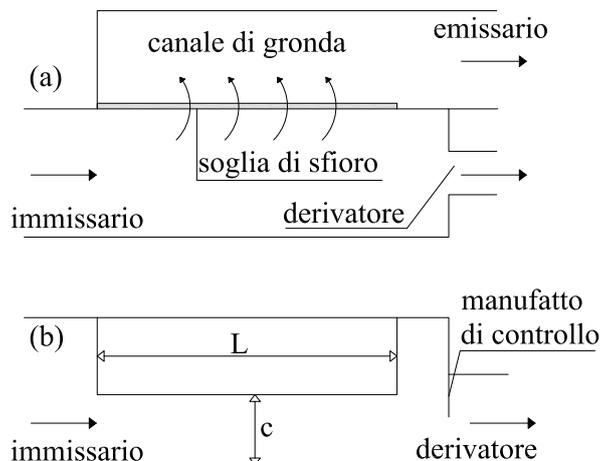 canale di gronda
emissario
(a)
soglia di sfioro
immissario
derivatore
manufatto
di controllo
(b)
L
c
immissario
derivatore